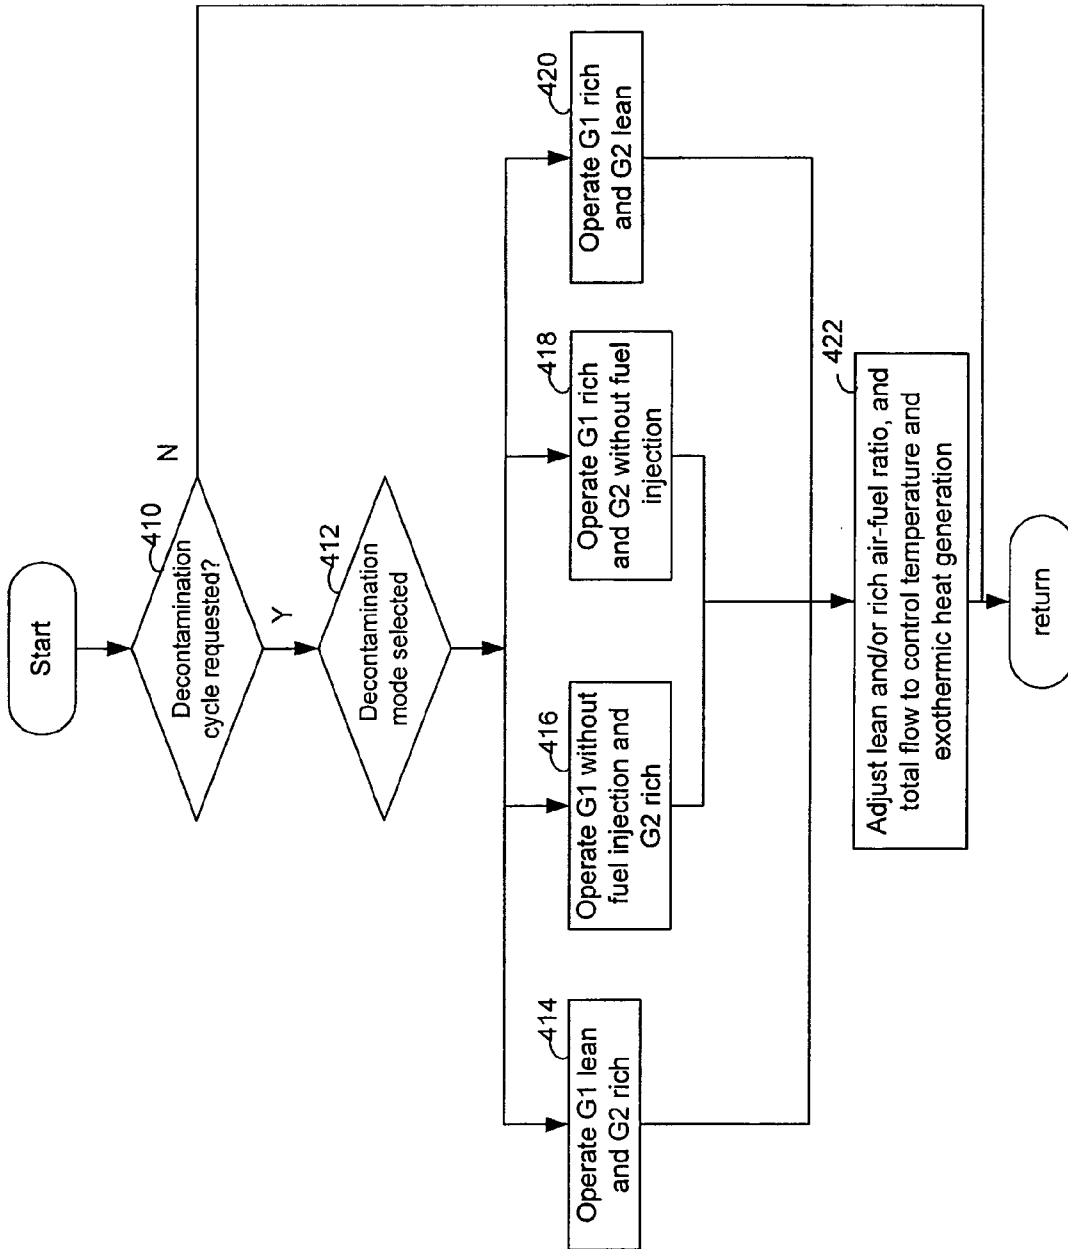 Start
410
Decontamination
cycle requested?
N
Y
412
Decontamination
mode selected
414
Operate G1 lean
and G2 rich
416
Operate G1 without
fuel injection and
G2 rich
418
Operate G1 rich
and G2 without fuel
injection
420
Operate G1 rich
and G2 lean
422
Adjust lean and/or rich air-fuel ratio, and
total flow to control temperature and
exothermic heat generation
return